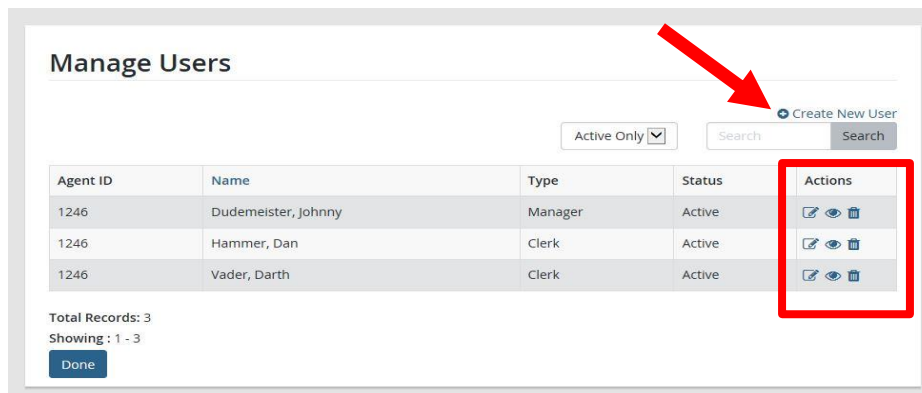 Manage Users
Create New User
Active Only Search Search
Agent ID Name Type Status Actions
1246 Dudemeister, Johnny Manager Active
1246 Hammer, Dan Clerk Active
1246 Vader, Darth Clerk Active
Total Records: 3
Showing : 1 - 3
Done